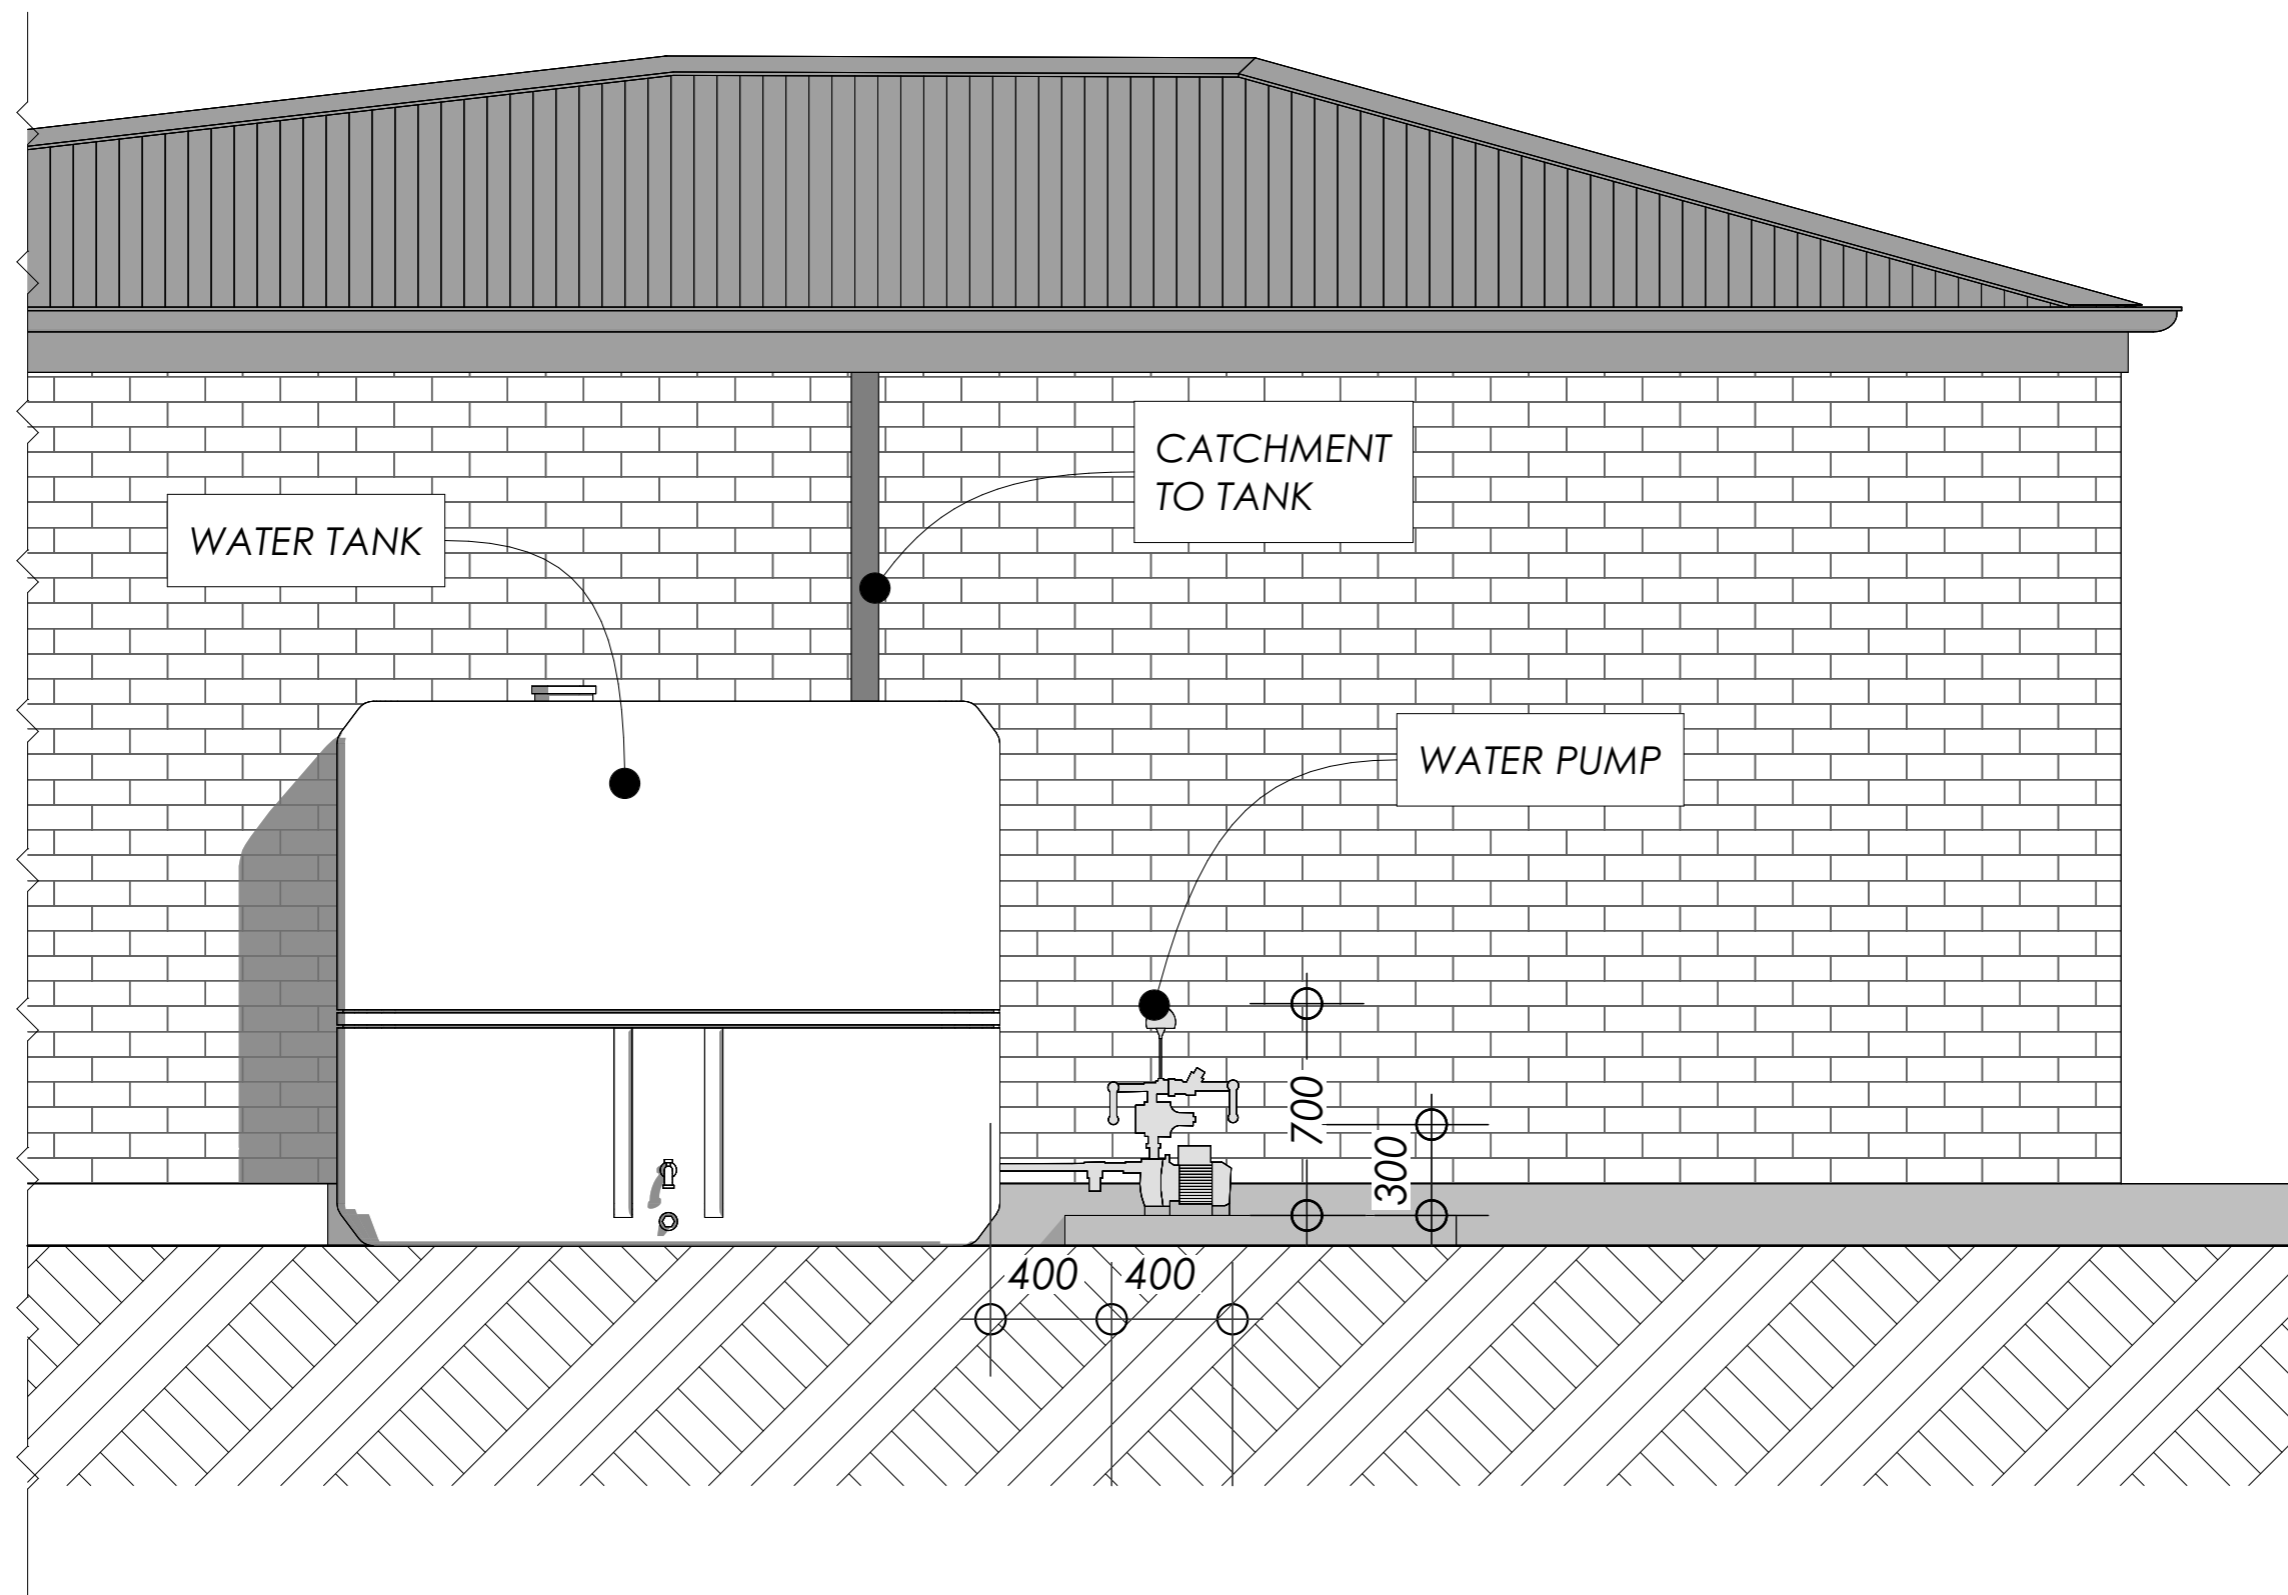 CATCHMENT
TO TANK
WATER TANK
WATER PUMP
700
300
400
400